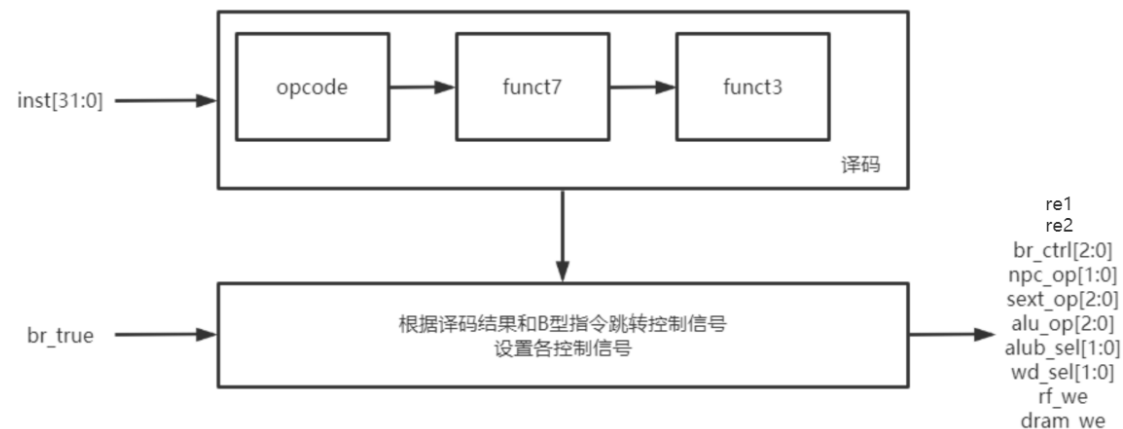 inst[31:0]
opcode
funct7
funct3
译码
br_true
根据译码结果和B型指令跳转控制信号
设置各控制信号
re1
re2
br_ctrl[2:0]
npc_op[1:0]
sext_op[2:0]
alu_op[2:0]
alub_sel[1:0]
wd_sel[1:0]
rf_we
dram_we